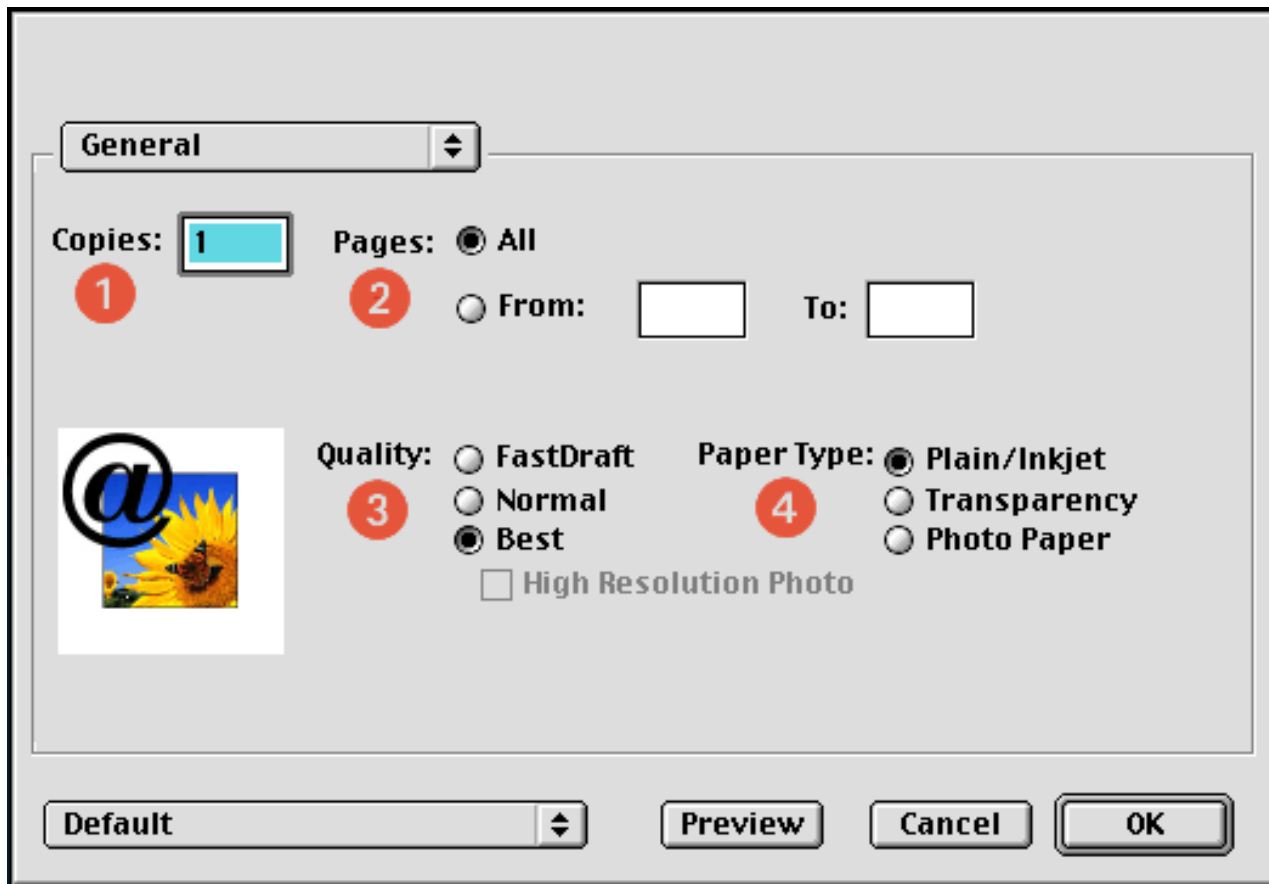 General
Copies: 1 Pages: All
1 2 From: To:
@
Quality: FastDraft Paper Type: Plain/Inkjet
3 Normal 4 Transparency
Best Photo Paper
High Resolution Photo
Default Preview Cancel OK